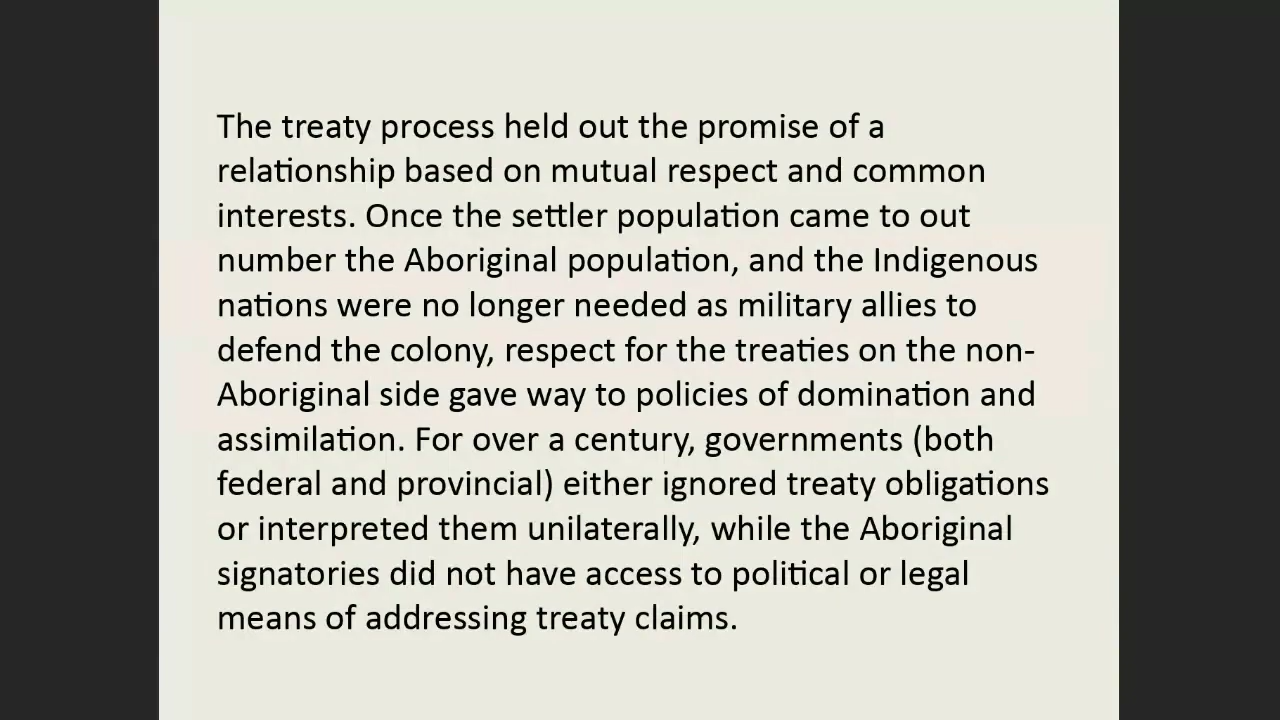 The treaty process held out the promise of a
relationship based on mutual respect and common
interests. Once the settler population came to out
number the Aboriginal population, and the Indigenous
nations were no longer needed as military allies to
defend the colony, respect for the treaties on the non-
Aboriginal side gave way to policies of domination and
assimilation. For over a century, governments (both
federal and provincial) either ignored treaty obligations
or interpreted them unilaterally, while the Aboriginal
signatories did not have access to political or legal
means of addressing treaty claims.